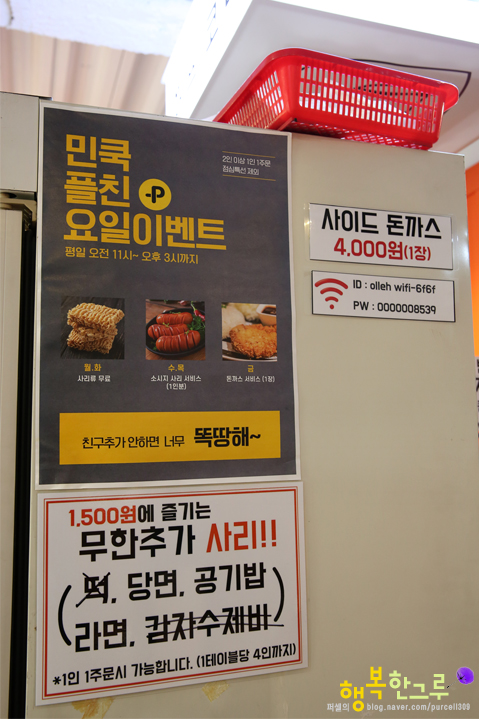 민쿡
플친 -P
요일이벤트
평일 오전 11시~ 오후 3시까지
2인 이상 1인 1주문
점심특선 제외
월.화
사리류 무료
수.목
소시지 사리 서비스
(1인분)
금
돈까스 서비스 (1장)
친구추가 안하면 너무 똑땅해~
사이드 돈까스
4,000원(1장)
ID : olleh wifi-6f6f
PW : 0000008539
1,500원에 즐기는
무한추가 사리!!
(떡, 당면, 공기밥
라면, 감자수제비)
*1인 1주문시 가능합니다. (1테이블당 4인까지)
퍼셀의 행복한그루
blog.naver.com/purcell309